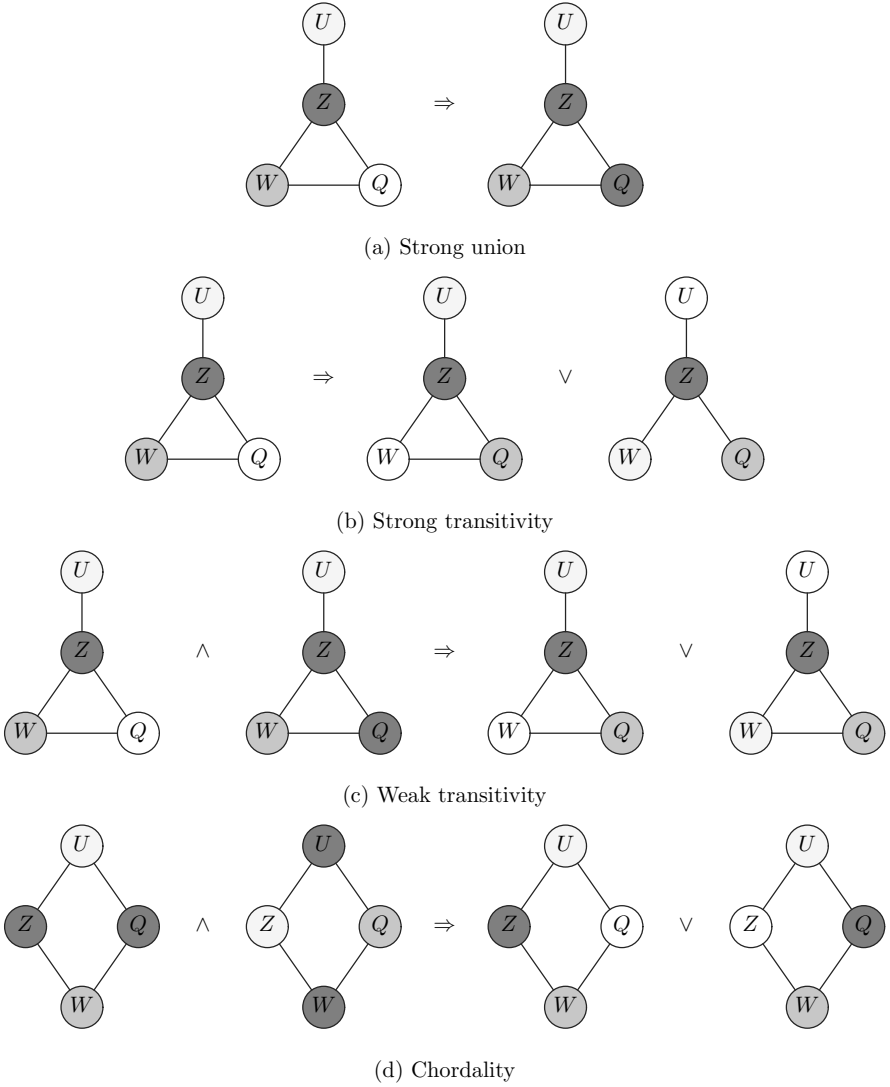 U U
Z ⇒ Z
W Q W Q
(a) Strong union
U U U
Z ⇒ Z ∨ Z
W Q W Q W Q
(b) Strong transitivity
U U U U
Z ∧ Z ⇒ Z ∨ Z
W Q W Q W Q W Q
(c) Weak transitivity
U U U U
Z Q ∧ Z Q ⇒ Z Q ∨ Z Q
W W W W
(d) Chordality